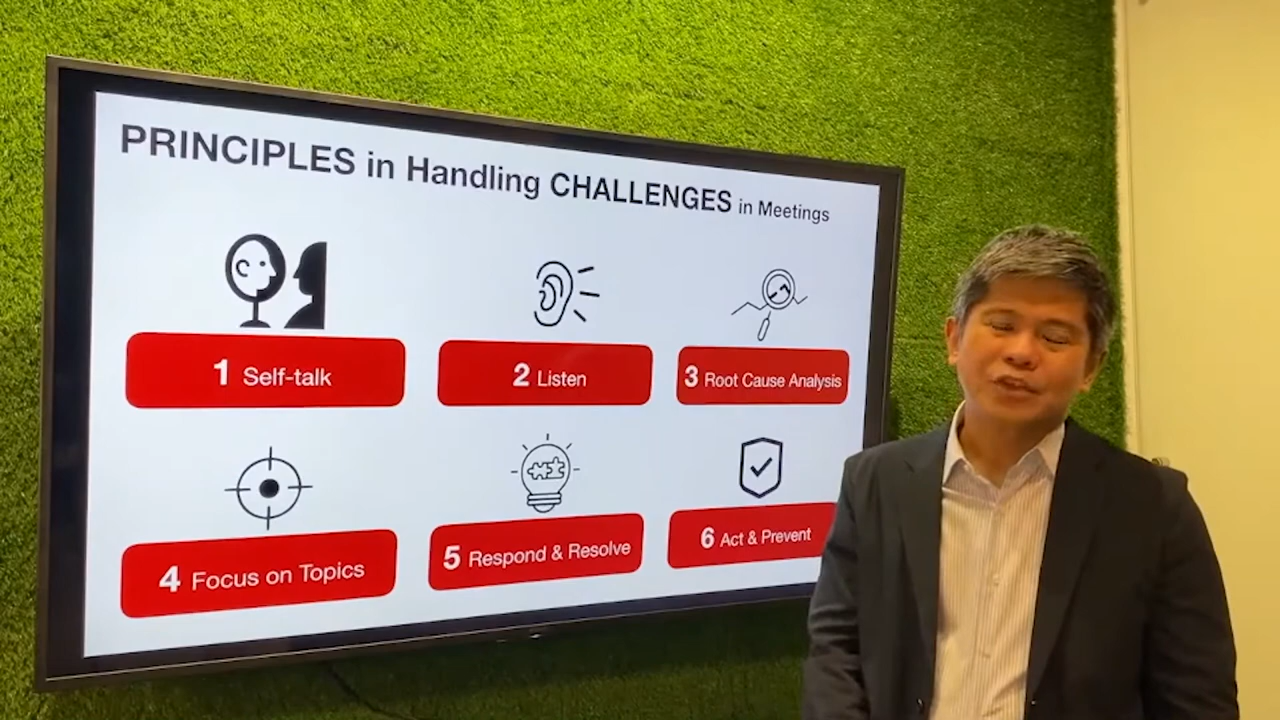 PRINCIPLES in Handling CHALLENGES in Meetings
1 Self-talk
2 Listen
3 Root Cause Analysis
4 Focus on Topics
5 Respond & Resolve
6 Act & Prevent